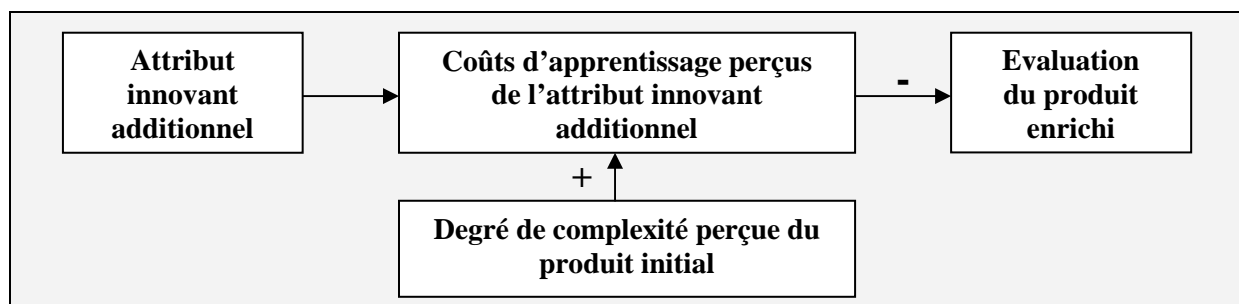 Attribut
innovant
additionnel
Coûts d'apprentissage perçus
de l'attribut innovant
additionnel
-
Evaluation
du produit
enrichi
+
Degré de complexité perçue du
produit initial